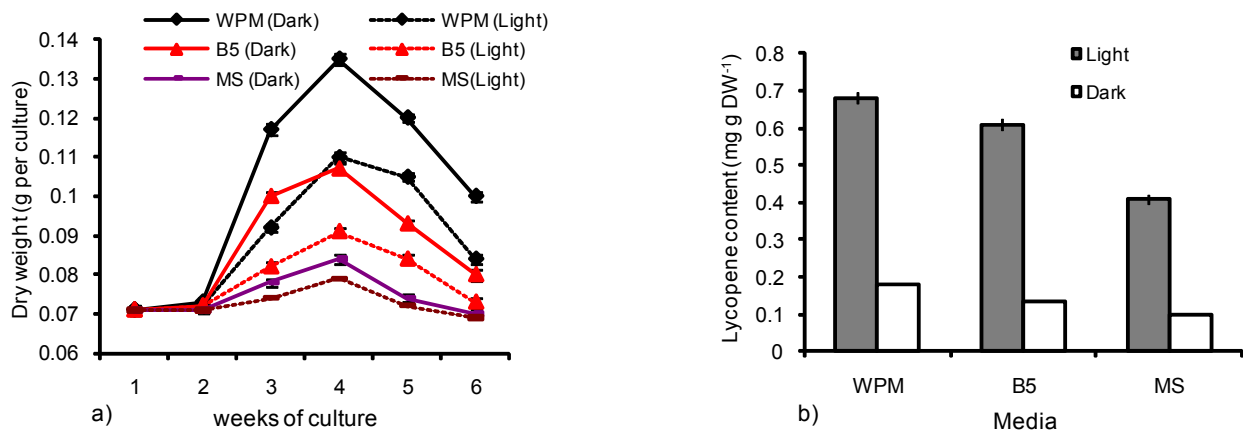 WPM (Dark)
WPM (Light)
B5 (Dark)
B5 (Light)
MS (Dark)
MS(Light)
Dry weight (g per culture)
0.14
0.13
0.12
0.11
0.1
0.09
0.08
0.07
0.06
1 2 3 4 5 6
weeks of culture
a)
Lycopene content (mg g DW⁻¹)
0.8
0.7
0.6
0.5
0.4
0.3
0.2
0.1
0
Light
Dark
WPM B5 MS
Media
b)